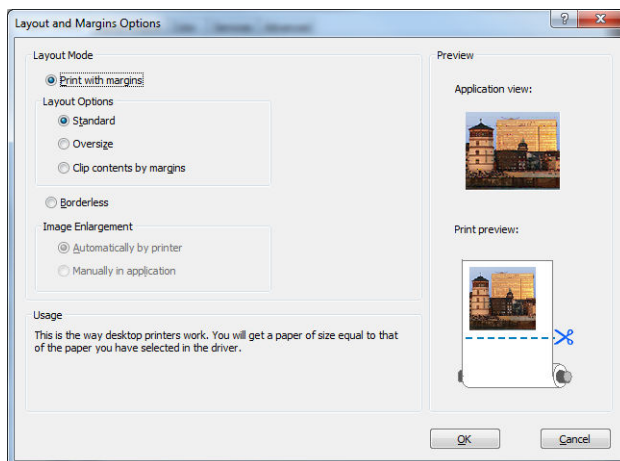 Layout and Margins Options
Layout Mode
Print with margins
Layout Options
Standard
Oversize
Clip contents by margins
Borderless
Image Enlargement
Automatically by printer
Manually in application
Usage
This is the way desktop printers work. You will get a paper of size equal to that
of the paper you have selected in the driver.
Preview
Application view:
Print preview:
OK
Cancel